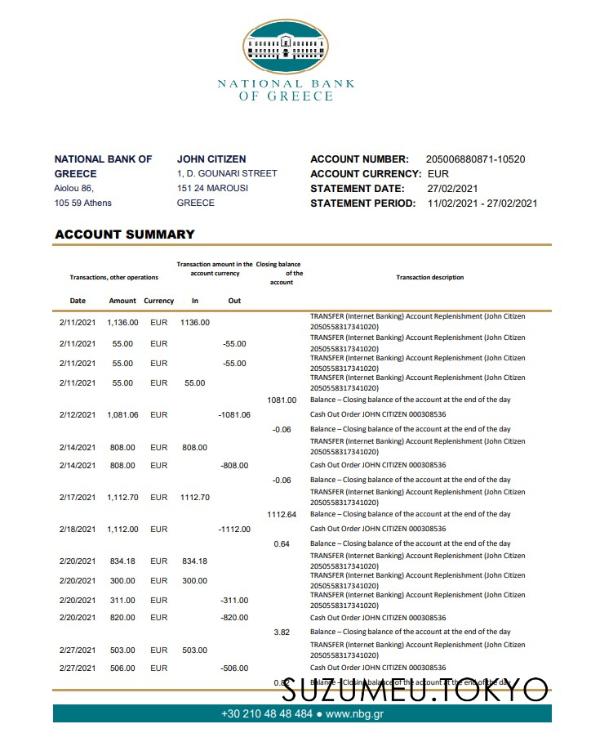 NATIONAL BANK
OF GREECE
NATIONAL BANK OF
GREECE
Aiolou 86,
105 59 Athens
JOHN CITIZEN
1, D. GOUNARI STREET
151 24 MAROUSI
GREECE
ACCOUNT NUMBER: 205006880871-10520
ACCOUNT CURRENCY: EUR
STATEMENT DATE: 27/02/2021
STATEMENT PERIOD: 11/02/2021 - 27/02/2021
ACCOUNT SUMMARY
Transactions, other operations
Transaction amount in the
account currency
Closing balance
of the
account
Transaction description
Date Amount Currency In Out
2/11/2021 1,136.00 EUR 1136.00 TRANSFER (Internet Banking) Account Replenishment (John Citizen
2050558317341020)
2/11/2021 55.00 EUR -55.00 TRANSFER (Internet Banking) Account Replenishment (John Citizen
2050558317341020)
2/11/2021 55.00 EUR -55.00 TRANSFER (Internet Banking) Account Replenishment (John Citizen
2050558317341020)
2/11/2021 55.00 EUR 55.00 TRANSFER (Internet Banking) Account Replenishment (John Citizen
2050558317341020)
1081.00 Balance – Closing balance of the account at the end of the day
2/12/2021 1,081.06 EUR -1081.06 Cash Out Order JOHN CITIZEN 000308536
-0.06 Balance – Closing balance of the account at the end of the day
2/14/2021 808.00 EUR 808.00 TRANSFER (Internet Banking) Account Replenishment (John Citizen
2050558317341020)
2/14/2021 808.00 EUR -808.00 Cash Out Order JOHN CITIZEN 000308536
-0.06 Balance – Closing balance of the account at the end of the day
2/17/2021 1,112.70 EUR 1112.70 TRANSFER (Internet Banking) Account Replenishment (John Citizen
2050558317341020)
1112.64 Balance – Closing balance of the account at the end of the day
2/18/2021 1,112.00 EUR -1112.00 Cash Out Order JOHN CITIZEN 000308536
0.64 Balance – Closing balance of the account at the end of the day
2/20/2021 834.18 EUR 834.18 TRANSFER (Internet Banking) Account Replenishment (John Citizen
2050558317341020)
2/20/2021 300.00 EUR 300.00 TRANSFER (Internet Banking) Account Replenishment (John Citizen
2050558317341020)
2/20/2021 311.00 EUR -311.00 TRANSFER (Internet Banking) Account Replenishment (John Citizen
2050558317341020)
2/20/2021 820.00 EUR -820.00 Cash Out Order JOHN CITIZEN 000308536
3.82 Balance – Closing balance of the account at the end of the day
2/27/2021 503.00 EUR 503.00 TRANSFER (Internet Banking) Account Replenishment (John Citizen
2050558317341020)
2/27/2021 506.00 EUR -506.00 Cash Out Order JOHN CITIZEN 000308536
Balance – Closing balance of the account at the end of the day
SUZUMEU.TOKYO
+30 210 48 48 484 ● www.nbg.gr